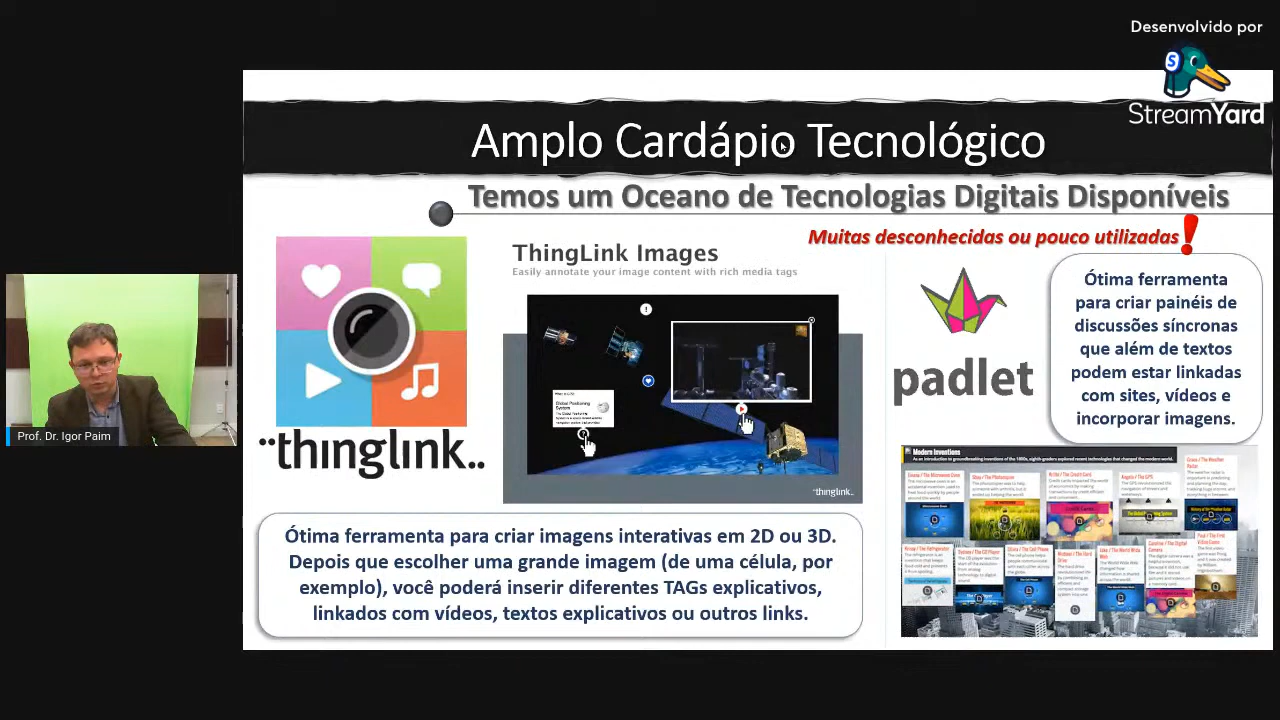 Desenvolvido por
StreamYard
Amplo Cardápio Tecnológico
Temos um Oceano de Tecnologias Digitais Disponíveis
Muitas desconhecidas ou pouco utilizadas!
ThingLink Images
Easily annotate your image content with rich media tags
¨thinglink..
¨thinglink..
Ótima ferramenta para criar imagens interativas em 2D ou 3D.
Depois que escolher uma grande imagem (de uma célula, por
exemplo), você poderá inserir diferentes TAGs explicativos,
linkados com vídeos, textos explicativos ou outros links.
padlet
Ótima ferramenta
para criar painéis de
discussões síncronas
que além de textos
podem estar linkadas
com sites, vídeos e
incorporar imagens.
Modern Inventions
Prof. Dr. Igor Paim